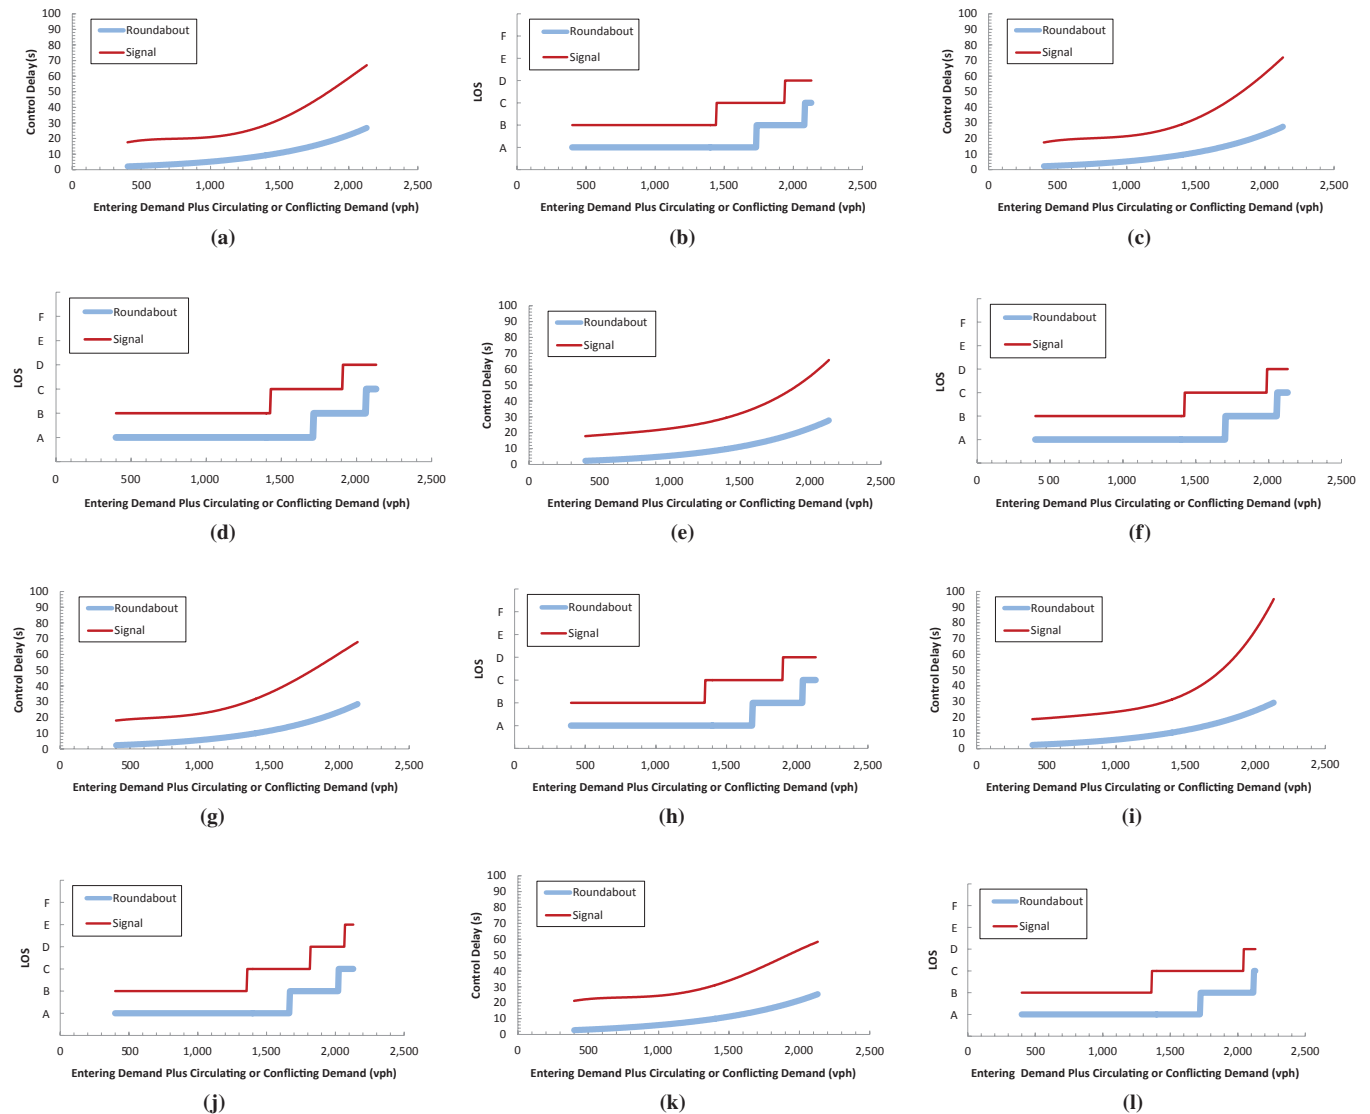 100
90
80
70
60
50
40
30
20
10
0
Control Delay (s)
Roundabout
Signal
0 500 1,000 1,500 2,000 2,500
Entering Demand Plus Circulating or Conflicting Demand (vph)
(a)
F
E
D
C
B
A
LOS
Roundabout
Signal
0 500 1,000 1,500 2,000 2,500
Entering Demand Plus Circulating or Conflicting Demand (vph)
(b)
100
90
80
70
60
50
40
30
20
10
0
Control Delay (s)
Roundabout
Signal
0 500 1,000 1,500 2,000 2,500
Entering Demand Plus Circulating or Conflicting Demand (vph)
(c)
F
E
D
C
B
A
LOS
Roundabout
Signal
0 500 1,000 1,500 2,000 2,500
Entering Demand Plus Circulating or Conflicting Demand (vph)
(d)
100
90
80
70
60
50
40
30
20
10
0
Control Delay (s)
Roundabout
Signal
0 500 1,000 1,500 2,000 2,500
Entering Demand Plus Circulating or Conflicting Demand (vph)
(e)
F
E
D
C
B
A
LOS
Roundabout
Signal
0 500 1,000 1,500 2,000 2,500
Entering Demand Plus Circulating or Conflicting Demand (vph)
(f)
100
90
80
70
60
50
40
30
20
10
0
Control Delay (s)
Roundabout
Signal
0 500 1,000 1,500 2,000 2,500
Entering Demand Plus Circulating or Conflicting Demand (vph)
(g)
F
E
D
C
B
A
LOS
Roundabout
Signal
0 500 1,000 1,500 2,000 2,500
Entering Demand Plus Circulating or Conflicting Demand (vph)
(h)
100
90
80
70
60
50
40
30
20
10
0
Control Delay (s)
Roundabout
Signal
0 500 1,000 1,500 2,000 2,500
Entering Demand Plus Circulating or Conflicting Demand (vph)
(i)
F
E
D
C
B
A
LOS
Roundabout
Signal
0 500 1,000 1,500 2,000 2,500
Entering Demand Plus Circulating or Conflicting Demand (vph)
(j)
100
90
80
70
60
50
40
30
20
10
0
Control Delay (s)
Roundabout
Signal
0 500 1,000 1,500 2,000 2,500
Entering Demand Plus Circulating or Conflicting Demand (vph)
(k)
F
E
D
C
B
A
LOS
Roundabout
Signal
0 500 1,000 1,500 2,000 2,500
Entering Demand Plus Circulating or Conflicting Demand (vph)
(l)